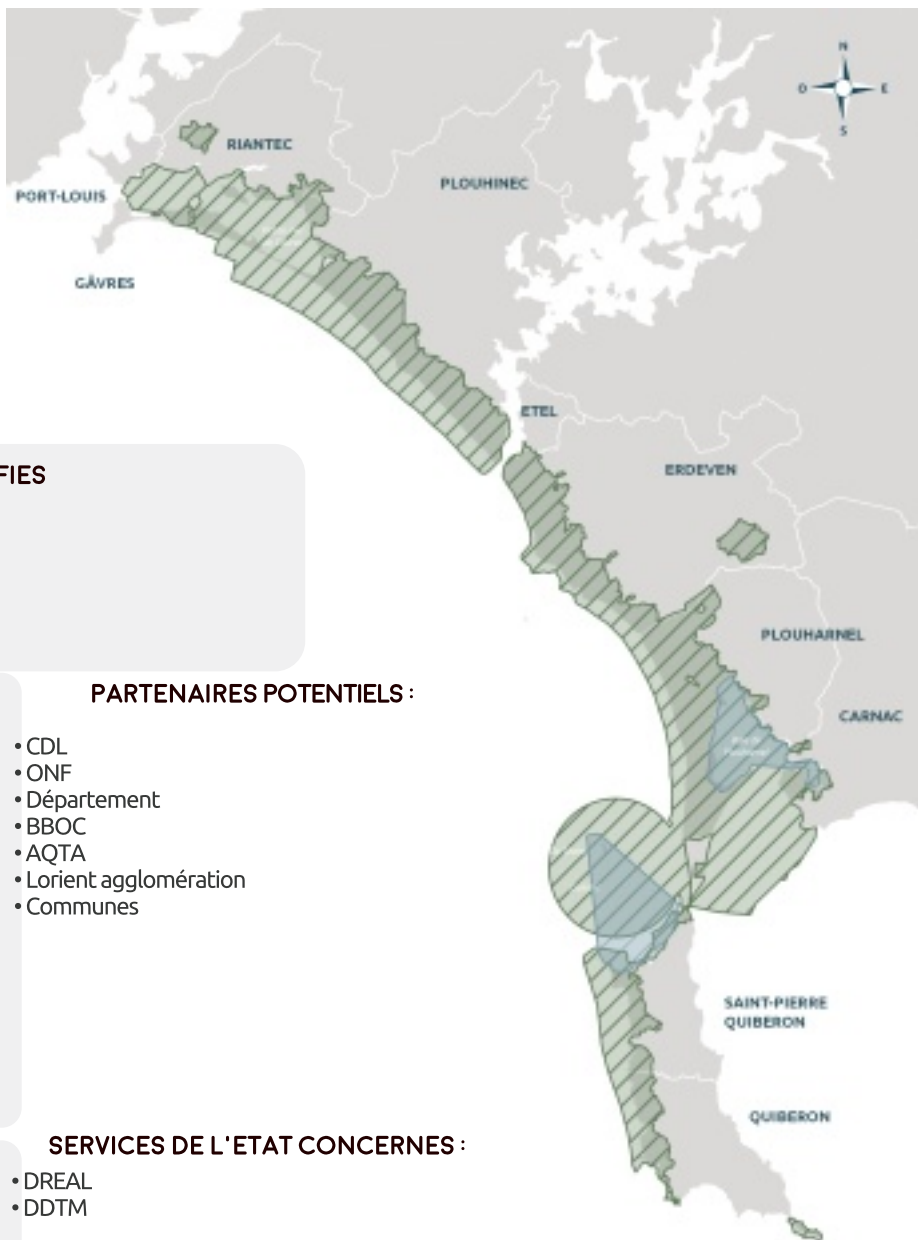 N
O
E
S
RIANTEC
PLOUHINEC
PORT-LOUIS
GÂVRES
ETEL
FIES
ERDEVEN
PLOUHARNEL
PARTENAIRES POTENTIELS :
CARNAC
• CDL
• ONF
• Département
• BBOC
• AQTA
• Lorient agglomération
• Communes
SAINT-PIERRE
QUIBERON
QUIBERON
SERVICES DE L'ETAT CONCERNES :
• DREAL
• DDTM